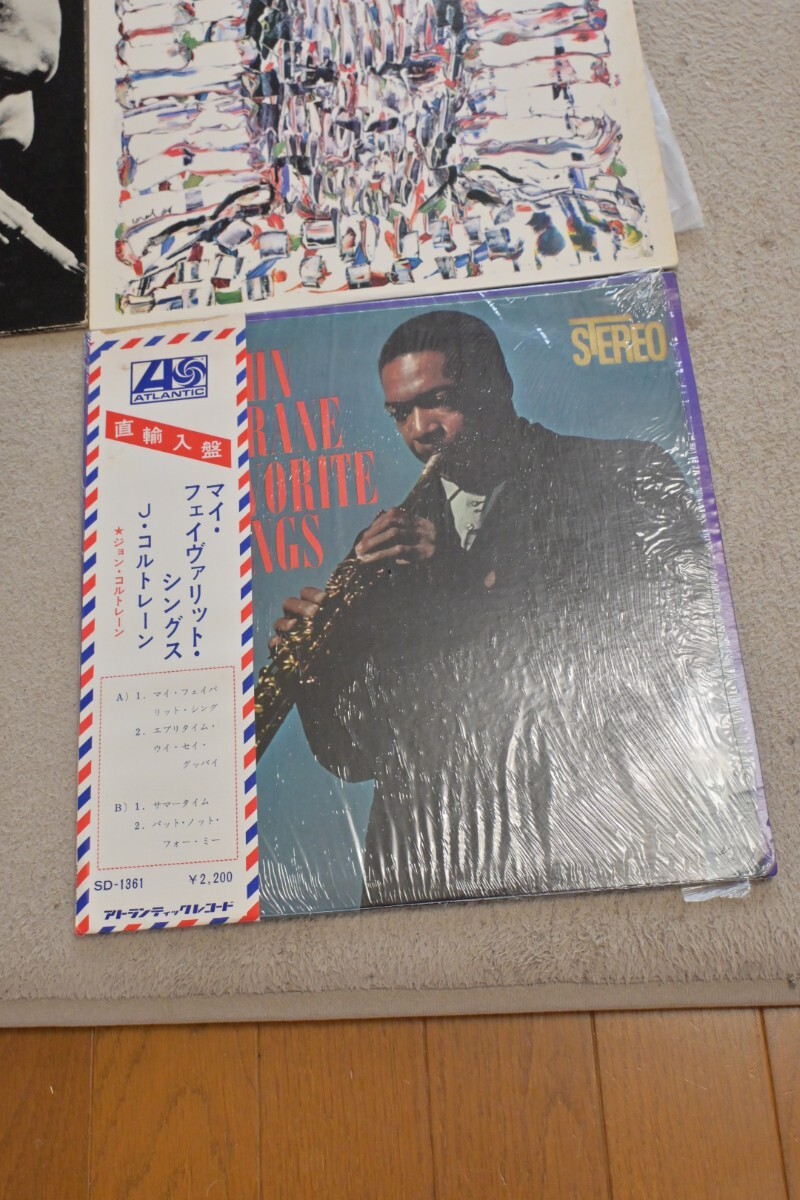 ATLANTIC
直輸入盤
マイ・
フェイヴァリット・
シングス
J・コルトレーン
★ジョン・コルトレーン
A) 1. マイ・フェイバ
リット・シング
2. エブリタイム・
ウイ・セイ・
グッバイ
B) 1. サマータイム
2. バット・ノット・
フォー・ミー
SD-1361 ¥2,200
アトランティックレコード
STEREO
HIN
RANE
VORITE
NGS